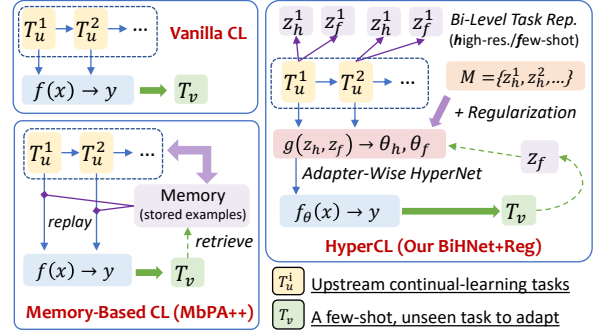 Vanilla CL
T_u^1 T_u^2 ...
f(x) → y
T_v
T_u^1 T_u^2 ...
Memory
(stored examples)
replay
retrieve
f(x) → y
T_v
Memory-Based CL (MbPA++)
z_h^1 z_f^1 z_h^1 z_f^1
Bi-Level Task Rep.
(high-res./few-shot)
T_u^1 T_u^2 ...
M = {z_h^1, z_h^2, ...}
+ Regularization
g(z_h, z_f) → θ_h, θ_f
Adapter-Wise HyperNet
z_f
f_θ(x) → y
T_v
HyperCL (Our BiHNet+Reg)
T_u^i Upstream continual-learning tasks
T_v A few-shot, unseen task to adapt